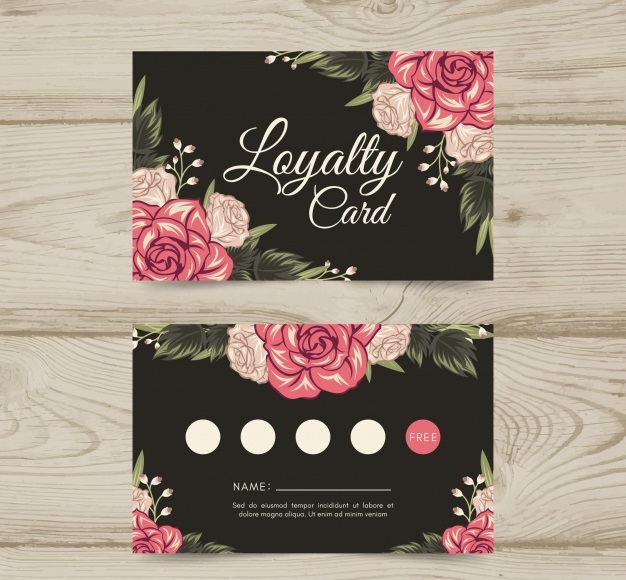 Loyalty
Card
FREE
NAME:
Sed do eiusmod tempor incididunt ut labore et
dolore magna aliqua. Ut enim ad minim veniam